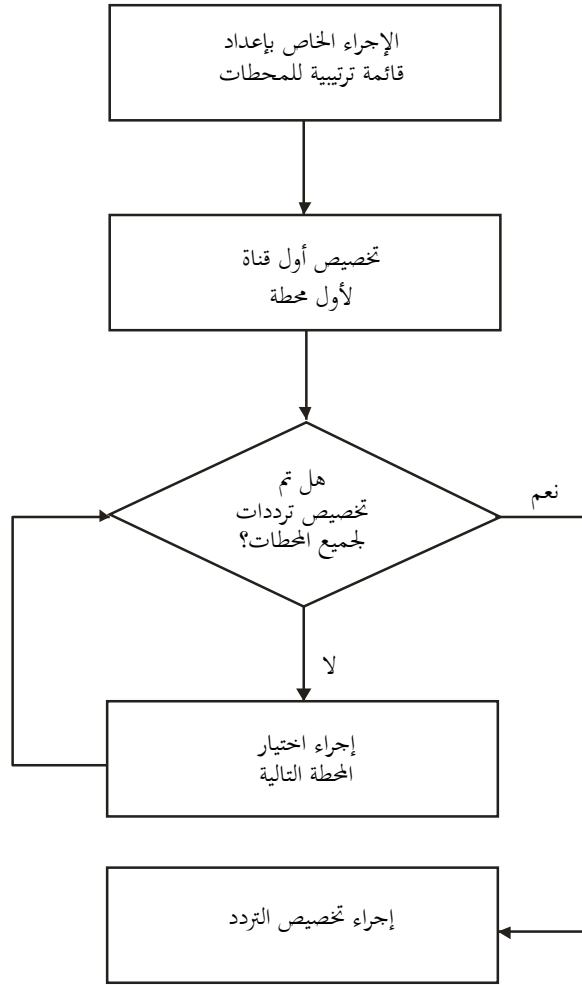 الإجراء الخاص بإعداد
قائمة ترتيبية للمحطات
تخصيص أول قناة
لأول محطة
هل تم
تخصيص ترددات
لجميع المحطات؟
نعم
لا
إجراء اختيار
المحطة التالية
إجراء تخصيص التردد